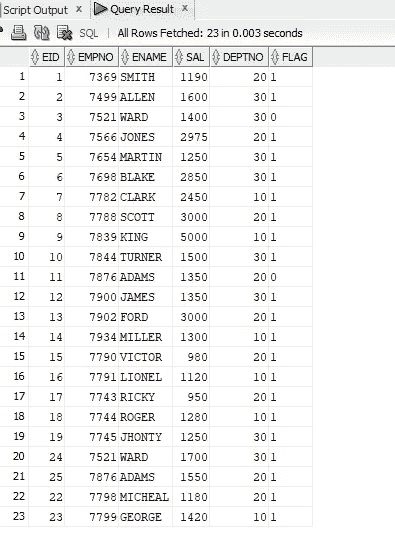 Script Output x Query Result x
SQL | All Rows Fetched: 23 in 0.003 seconds
EID EMPNO ENAME SAL DEPTNO FLAG
1 1 7369 SMITH 1190 20 1
2 2 7499 ALLEN 1600 30 1
3 3 7521 WARD 1400 30 0
4 4 7566 JONES 2975 20 1
5 5 7654 MARTIN 1250 30 1
6 6 7698 BLAKE 2850 30 1
7 7 7782 CLARK 2450 10 1
8 8 7788 SCOTT 3000 20 1
9 9 7839 KING 5000 10 1
10 10 7844 TURNER 1500 30 1
11 11 7876 ADAMS 1350 20 0
12 12 7900 JAMES 1350 30 1
13 13 7902 FORD 3000 20 1
14 14 7934 MILLER 1300 10 1
15 15 7790 VICTOR 980 20 1
16 16 7791 LIONEL 1120 10 1
17 17 7743 RICKY 950 20 1
18 18 7744 ROGER 1280 10 1
19 19 7745 JHONTY 1250 30 1
20 24 7521 WARD 1700 30 1
21 25 7876 ADAMS 1550 20 1
22 22 7798 MICHEAL 1180 20 1
23 23 7799 GEORGE 1420 10 1